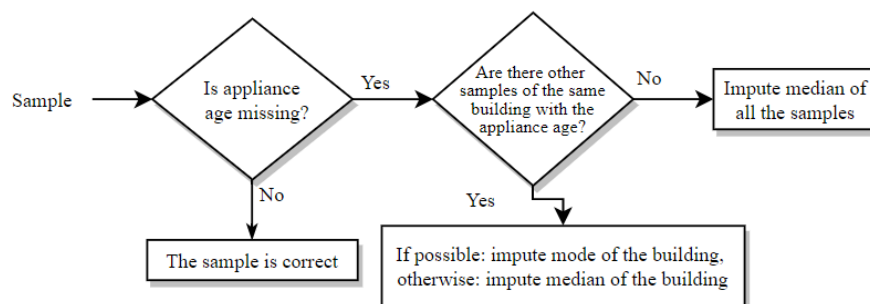 Sample
Is appliance
age missing?
Yes
Are there other
samples of the same
building with the
appliance age?
No
Impute median of
all the samples
No
The sample is correct
Yes
If possible: impute mode of the building,
otherwise: impute median of the building